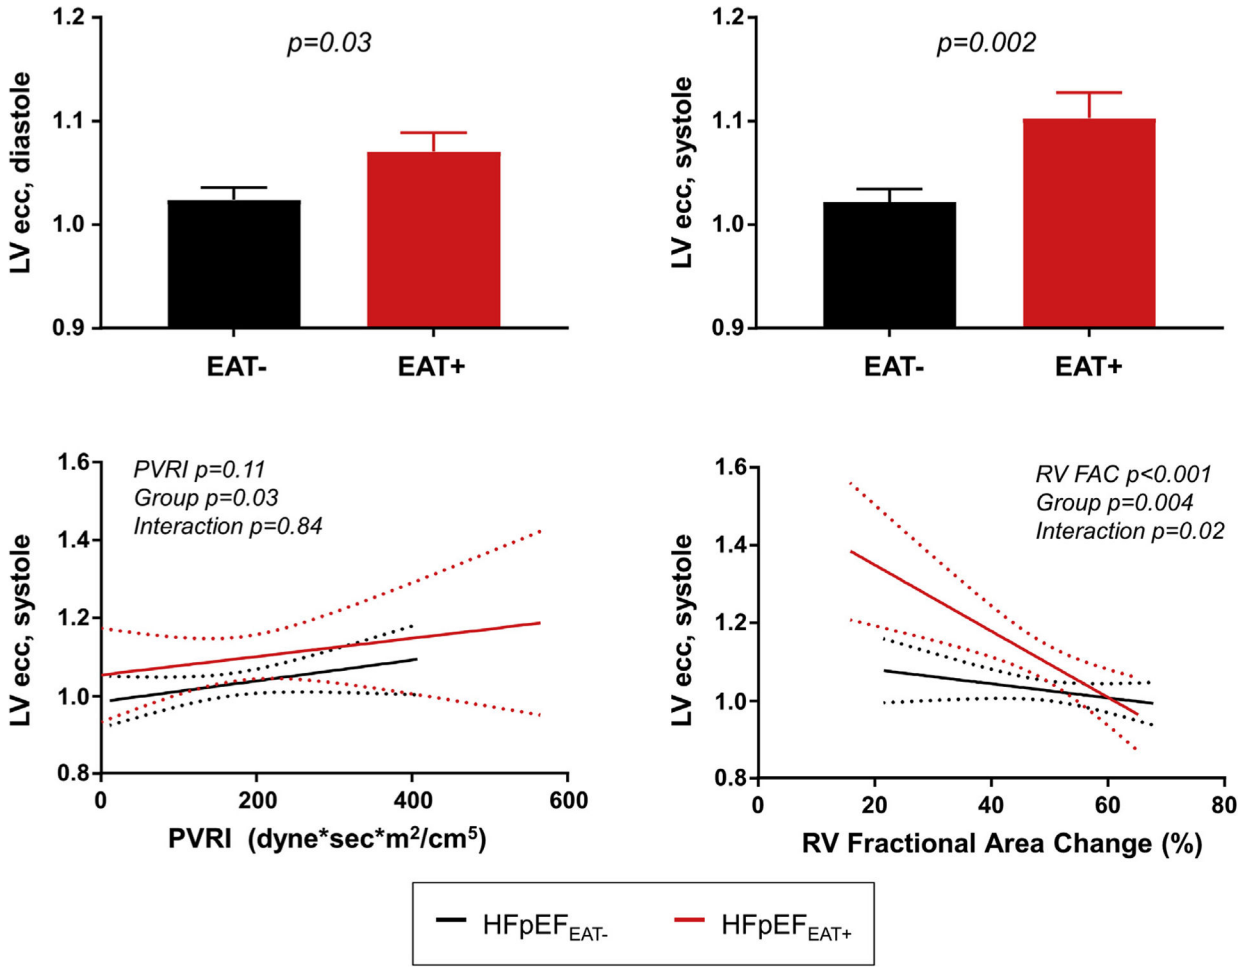 1.2
1.1
1.0
0.9
LV ecc, diastole
p=0.03
EAT-
EAT+
1.2
1.1
1.0
0.9
LV ecc, systole
p=0.002
EAT-
EAT+
1.6
1.4
1.2
1.0
0.8
LV ecc, systole
PVRI p=0.11
Group p=0.03
Interaction p=0.84
0
200
400
600
PVRI (dyne*sec*m²/cm⁵)
1.6
1.4
1.2
1.0
0.8
LV ecc, systole
RV FAC p<0.001
Group p=0.004
Interaction p=0.02
0
20
40
60
80
RV Fractional Area Change (%)
HFpEF EAT-
HFpEF EAT+